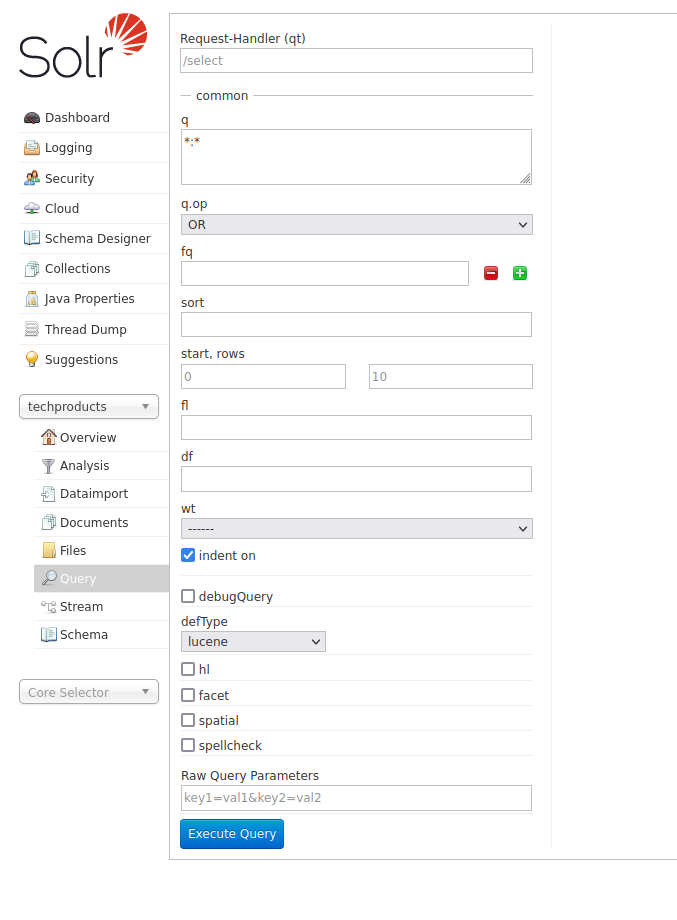 Solr
Dashboard
Logging
Security
Cloud
Schema Designer
Collections
Java Properties
Thread Dump
Suggestions
techproducts
Overview
Analysis
Dataimport
Documents
Files
Query
Stream
Schema
Core Selector
Request-Handler (qt)
/select
common
q
*:*
q.op
OR
fq
sort
start, rows
0 10
fl
df
wt
------
indent on
debugQuery
defType
lucene
hl
facet
spatial
spellcheck
Raw Query Parameters
key1=val1&key2=val2
Execute Query